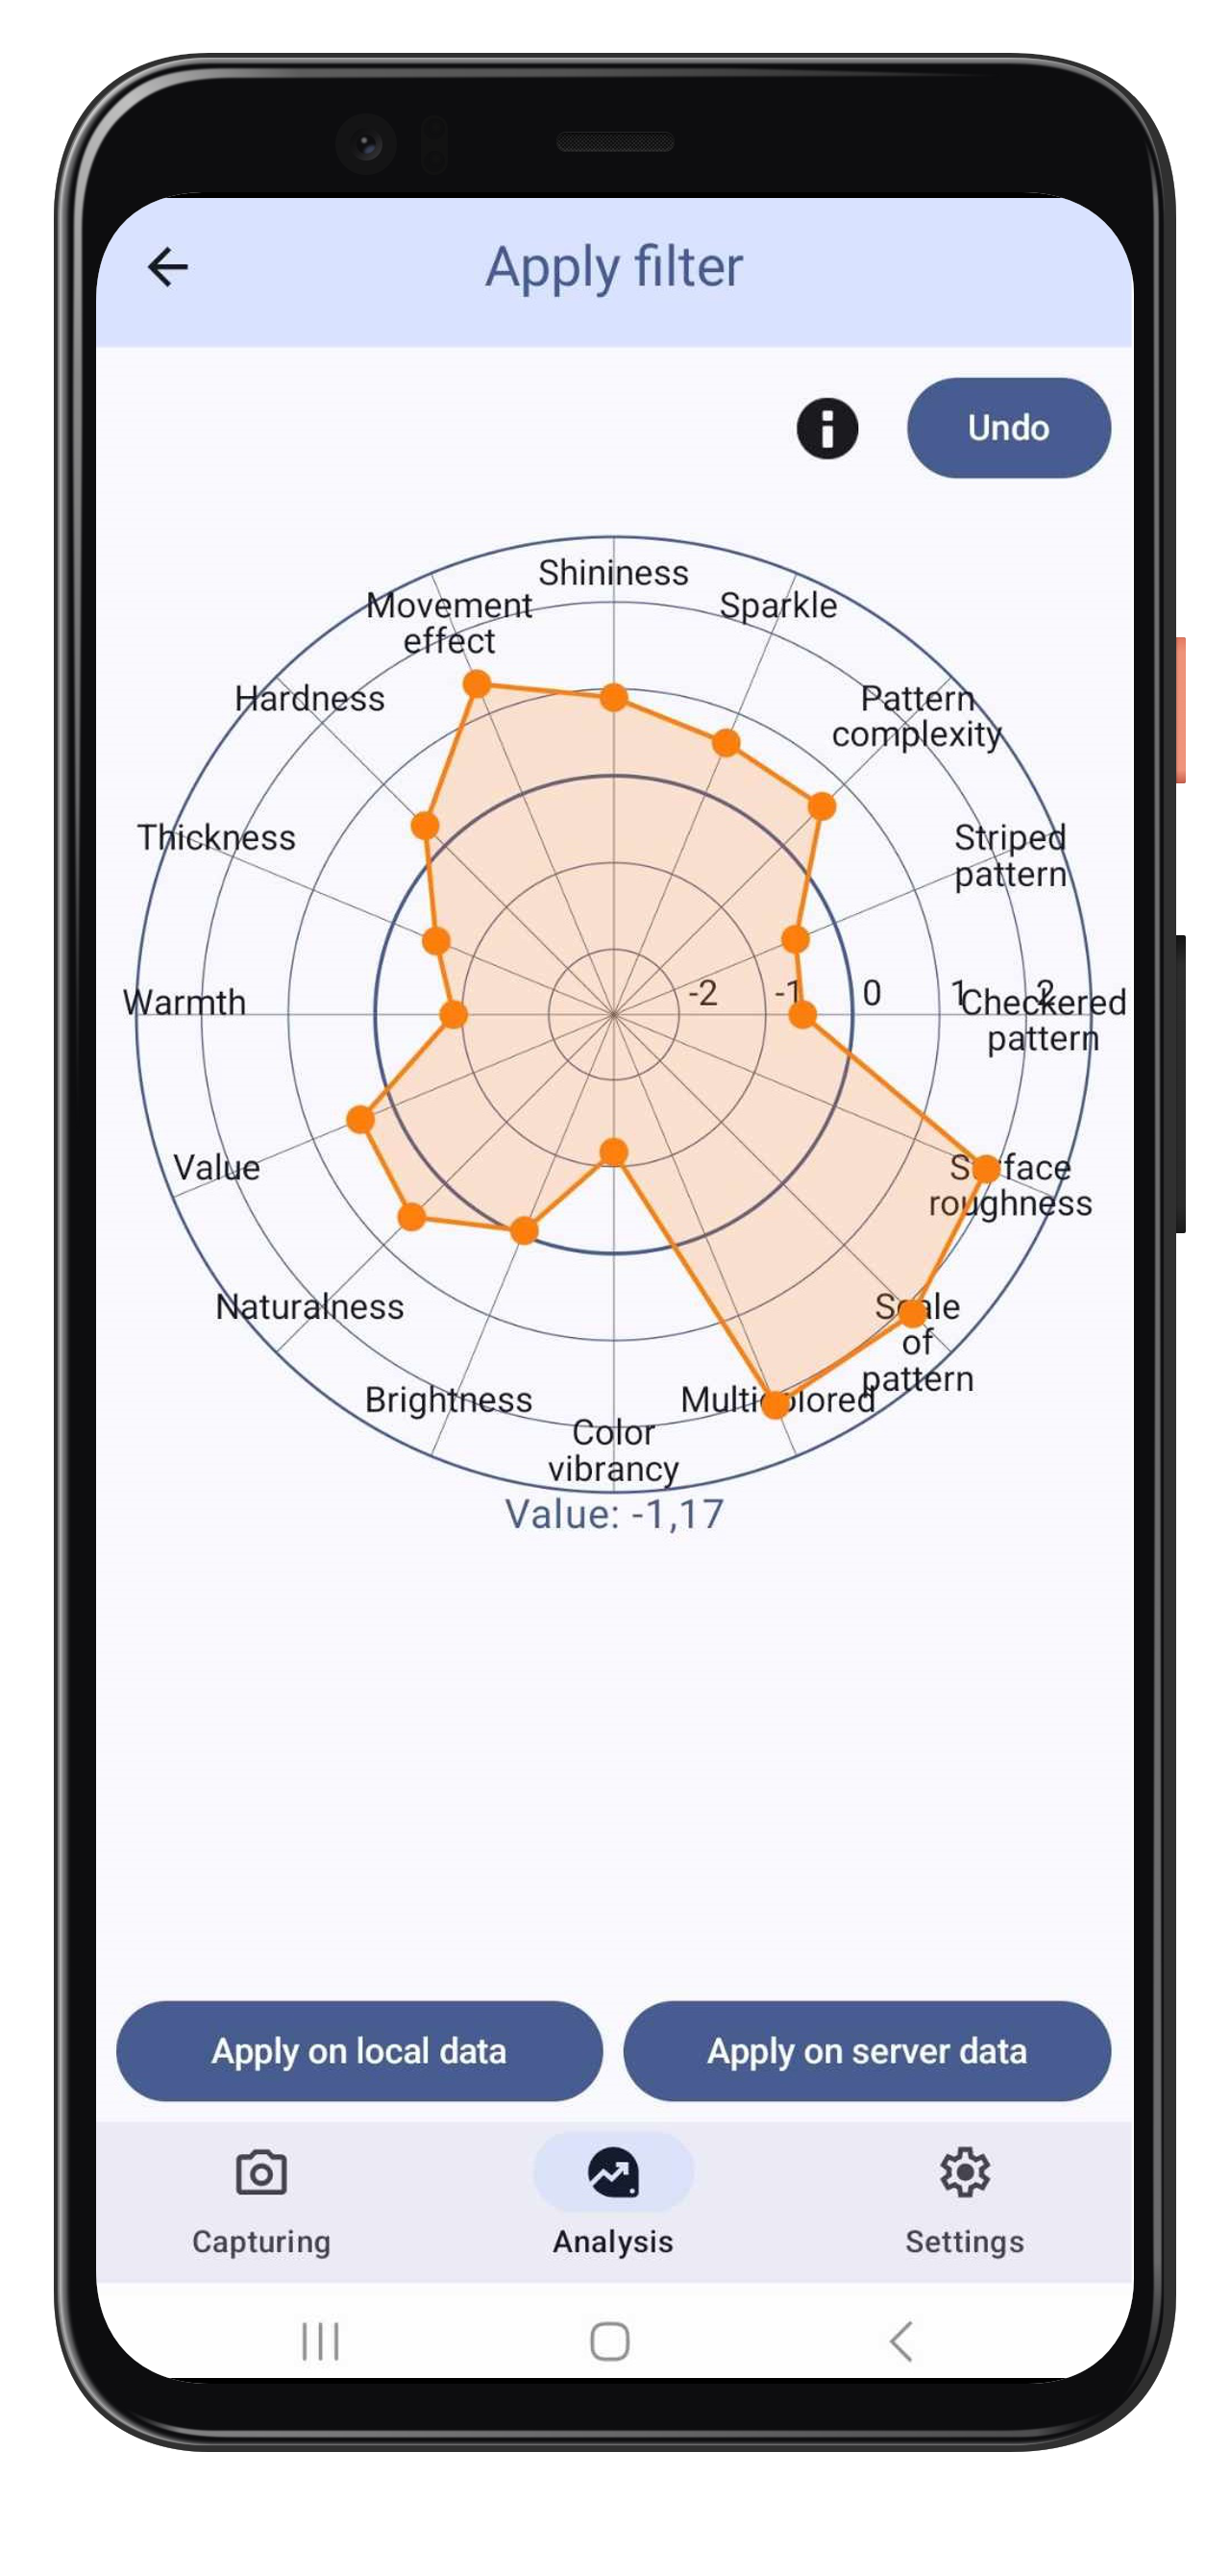 Apply filter
Undo
Shininess
Movement
effect
Sparkle
Hardness
Pattern
complexity
Thickness
Striped
pattern
Warmth
-2
-1
0
1
2
Checkered
pattern
Value
Surface
roughness
Naturalness
Scale
of
pattern
Brightness
Multicolored
Color
vibrancy
Value: -1,17
Apply on local data
Apply on server data
Capturing
Analysis
Settings